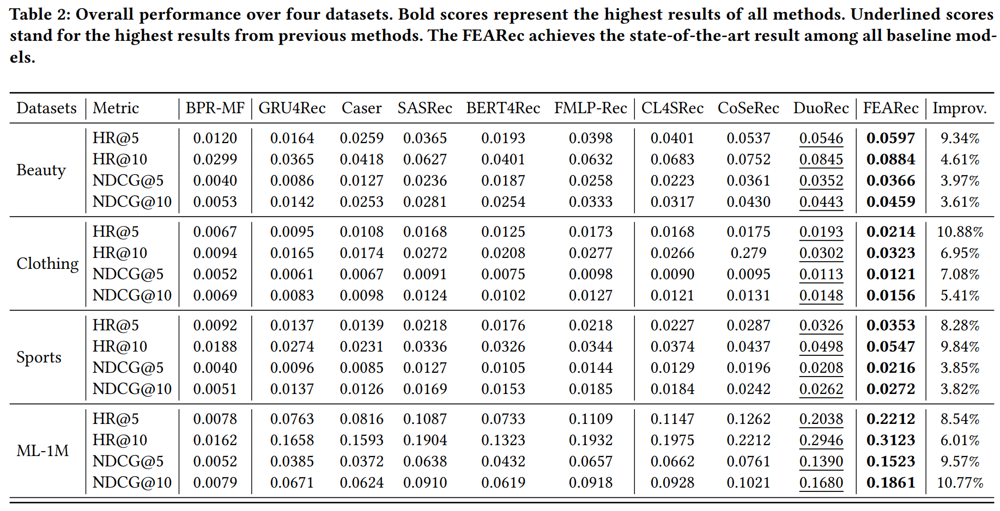 Table 2: Overall performance over four datasets. Bold scores represent the highest results of all methods. Underlined scores
stand for the highest results from previous methods. The FEARec achieves the state-of-the-art result among all baseline mod-
els.
Datasets Metric BPR-MF GRU4Rec Caser SASRec BERT4Rec FMLP-Rec CL4SRec CoSeRec DuoRec FEARec Improv.
Beauty
HR@5 0.0120 0.0164 0.0259 0.0365 0.0193 0.0398 0.0401 0.0537 0.0546 0.0597 9.34%
HR@10 0.0299 0.0365 0.0418 0.0627 0.0401 0.0632 0.0683 0.0752 0.0845 0.0884 4.61%
NDCG@5 0.0040 0.0086 0.0127 0.0236 0.0187 0.0258 0.0223 0.0361 0.0352 0.0366 3.97%
NDCG@10 0.0053 0.0142 0.0253 0.0281 0.0254 0.0333 0.0317 0.0430 0.0443 0.0459 3.61%
Clothing
HR@5 0.0067 0.0095 0.0108 0.0168 0.0125 0.0173 0.0168 0.0175 0.0193 0.0214 10.88%
HR@10 0.0094 0.0165 0.0174 0.0272 0.0208 0.0277 0.0266 0.279 0.0302 0.0323 6.95%
NDCG@5 0.0052 0.0061 0.0067 0.0091 0.0075 0.0098 0.0090 0.0095 0.0113 0.0121 7.08%
NDCG@10 0.0069 0.0083 0.0098 0.0124 0.0102 0.0127 0.0121 0.0131 0.0148 0.0156 5.41%
Sports
HR@5 0.0092 0.0137 0.0139 0.0218 0.0176 0.0218 0.0227 0.0287 0.0326 0.0353 8.28%
HR@10 0.0188 0.0274 0.0231 0.0336 0.0326 0.0344 0.0374 0.0437 0.0498 0.0547 9.84%
NDCG@5 0.0040 0.0096 0.0085 0.0127 0.0105 0.0144 0.0129 0.0196 0.0208 0.0216 3.85%
NDCG@10 0.0051 0.0137 0.0126 0.0169 0.0153 0.0185 0.0184 0.0242 0.0262 0.0272 3.82%
ML-1M
HR@5 0.0078 0.0763 0.0816 0.1087 0.0733 0.1109 0.1147 0.1262 0.2038 0.2212 8.54%
HR@10 0.0162 0.1658 0.1593 0.1904 0.1323 0.1932 0.1975 0.2212 0.2946 0.3123 6.01%
NDCG@5 0.0052 0.0385 0.0372 0.0638 0.0432 0.0657 0.0662 0.0761 0.1390 0.1523 9.57%
NDCG@10 0.0079 0.0671 0.0624 0.0910 0.0619 0.0918 0.0928 0.1021 0.1680 0.1861 10.77%